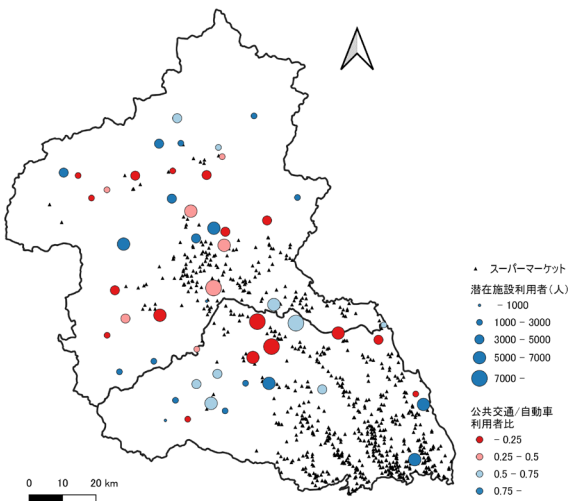 スーパーマーケット
潜在施設利用者(人)
- 1000
1000 - 3000
3000 - 5000
5000 - 7000
7000 -
公共交通/自動車
利用者比
- 0.25
0.25 - 0.5
0.5 - 0.75
0.75 -
0 10 20 km